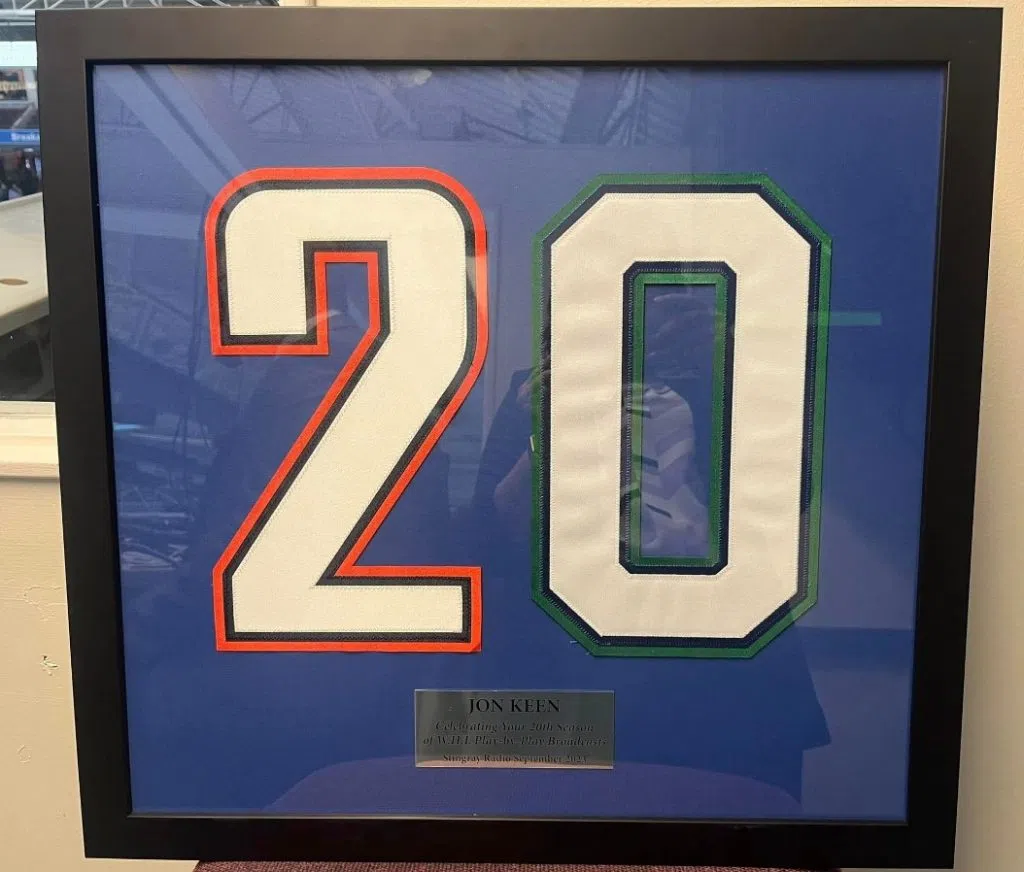 20
JON KEEN
Celebrating Your 20th Season
of WHL Play-by-Play Broadcasts
Stingray Radio September 2023